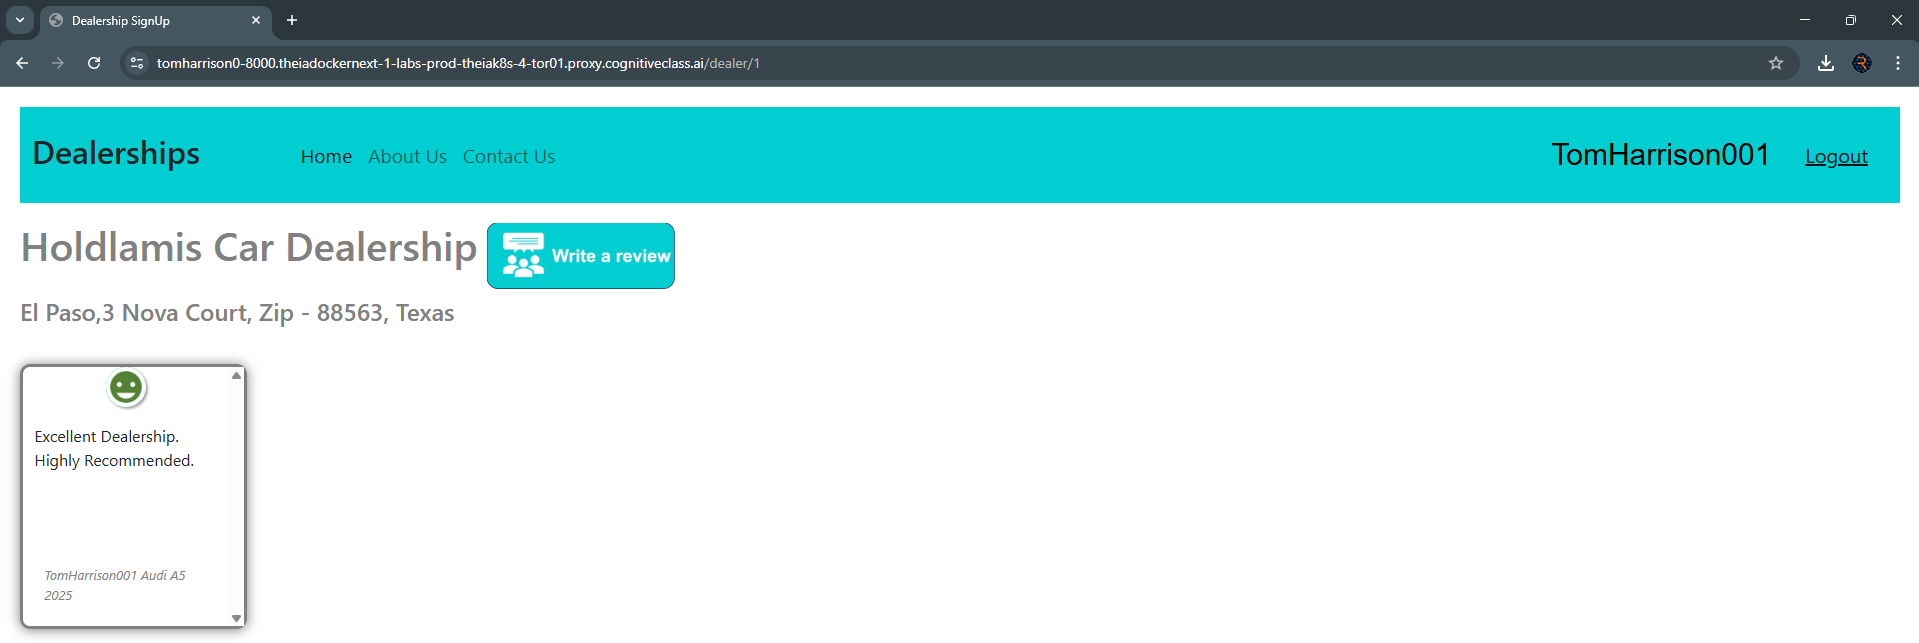 Dealership SignUp
tomharrison0-8000.theiadockernext-1-labs-prod-theiak8s-4-tor01.proxy.cognitiveclass.ai/dealer/1
Dealerships Home About Us Contact Us TomHarrison001 Logout
Holdlamis Car Dealership Write a review
El Paso,3 Nova Court, Zip - 88563, Texas
Excellent Dealership.
Highly Recommended.
TomHarrison001 Audi A5
2025